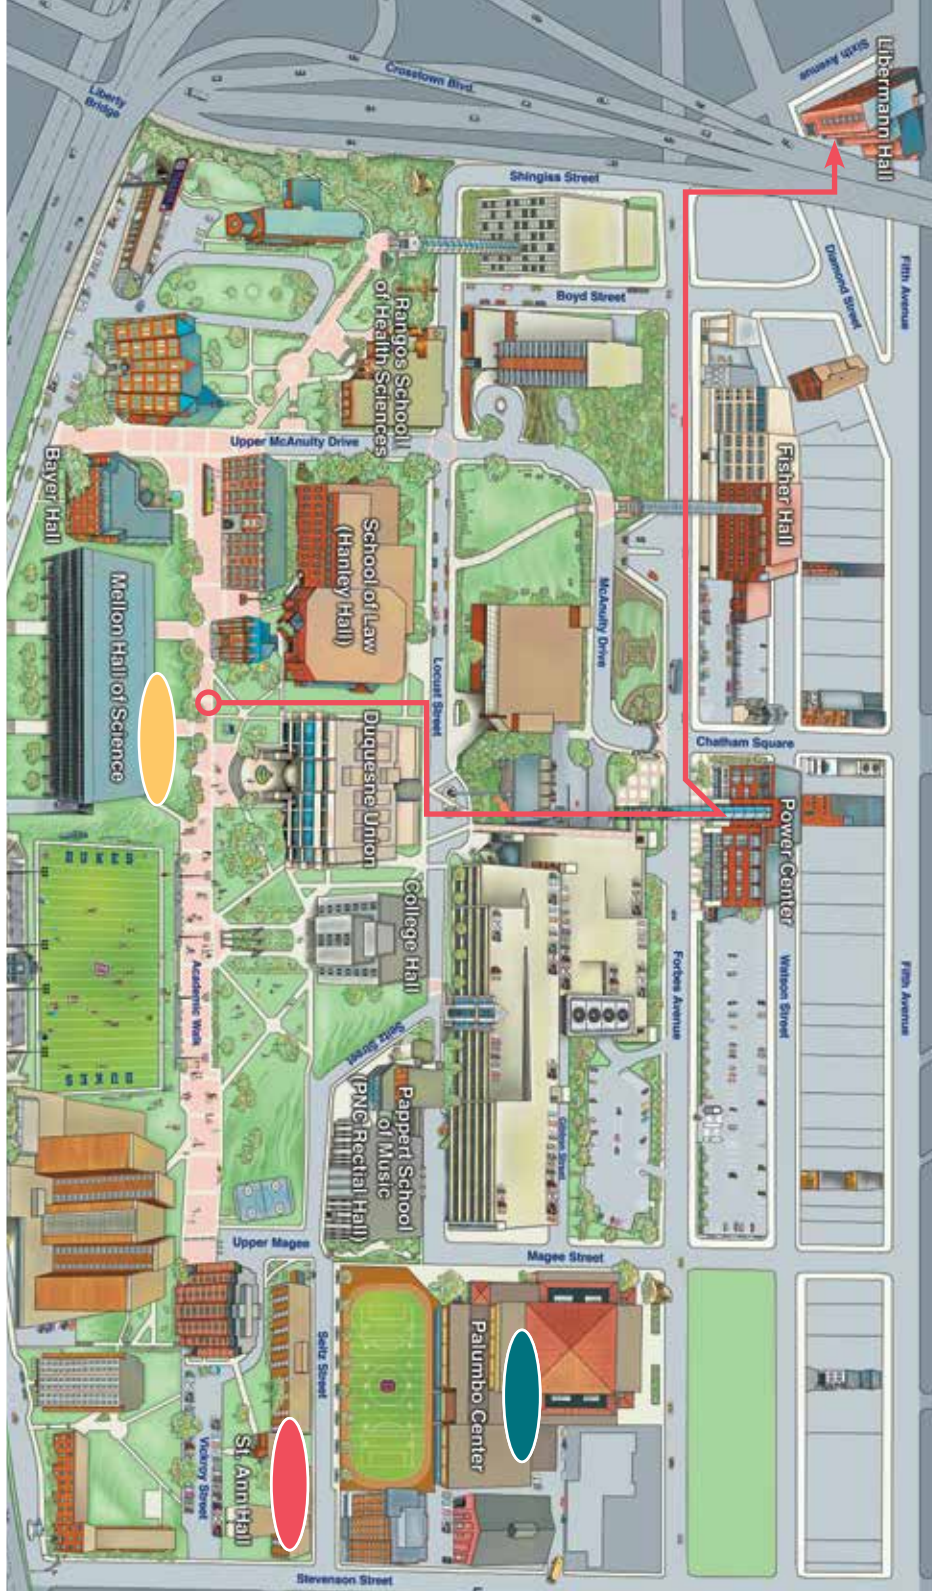 Libermann Hall
Sixth Avenue
Crosstown Blvd.
Liberty
Bridge
Shingiss Street
Fifth Avenue
Diamond Street
Boyd Street
Rangos School
of Health Sciences
Upper McAnulty Drive
Fisher Hall
Bayer Hall
School of Law
(Hanley Hall)
McAnulty Drive
Mellon Hall of Science
Locust Street
Duquesne Union
Chatham Square
Power Center
College Hall
DUKES
Academic Walk
Forbes Avenue
Watson Street
Fifth Avenue
Seitz Street
Pappert School
of Music
(PNC Rectial Hall)
DUKES
Upper Magee
Magee Street
Seitz Street
Palumbo Center
St. Ann Hall
Vickroy Street
Stevenson Street